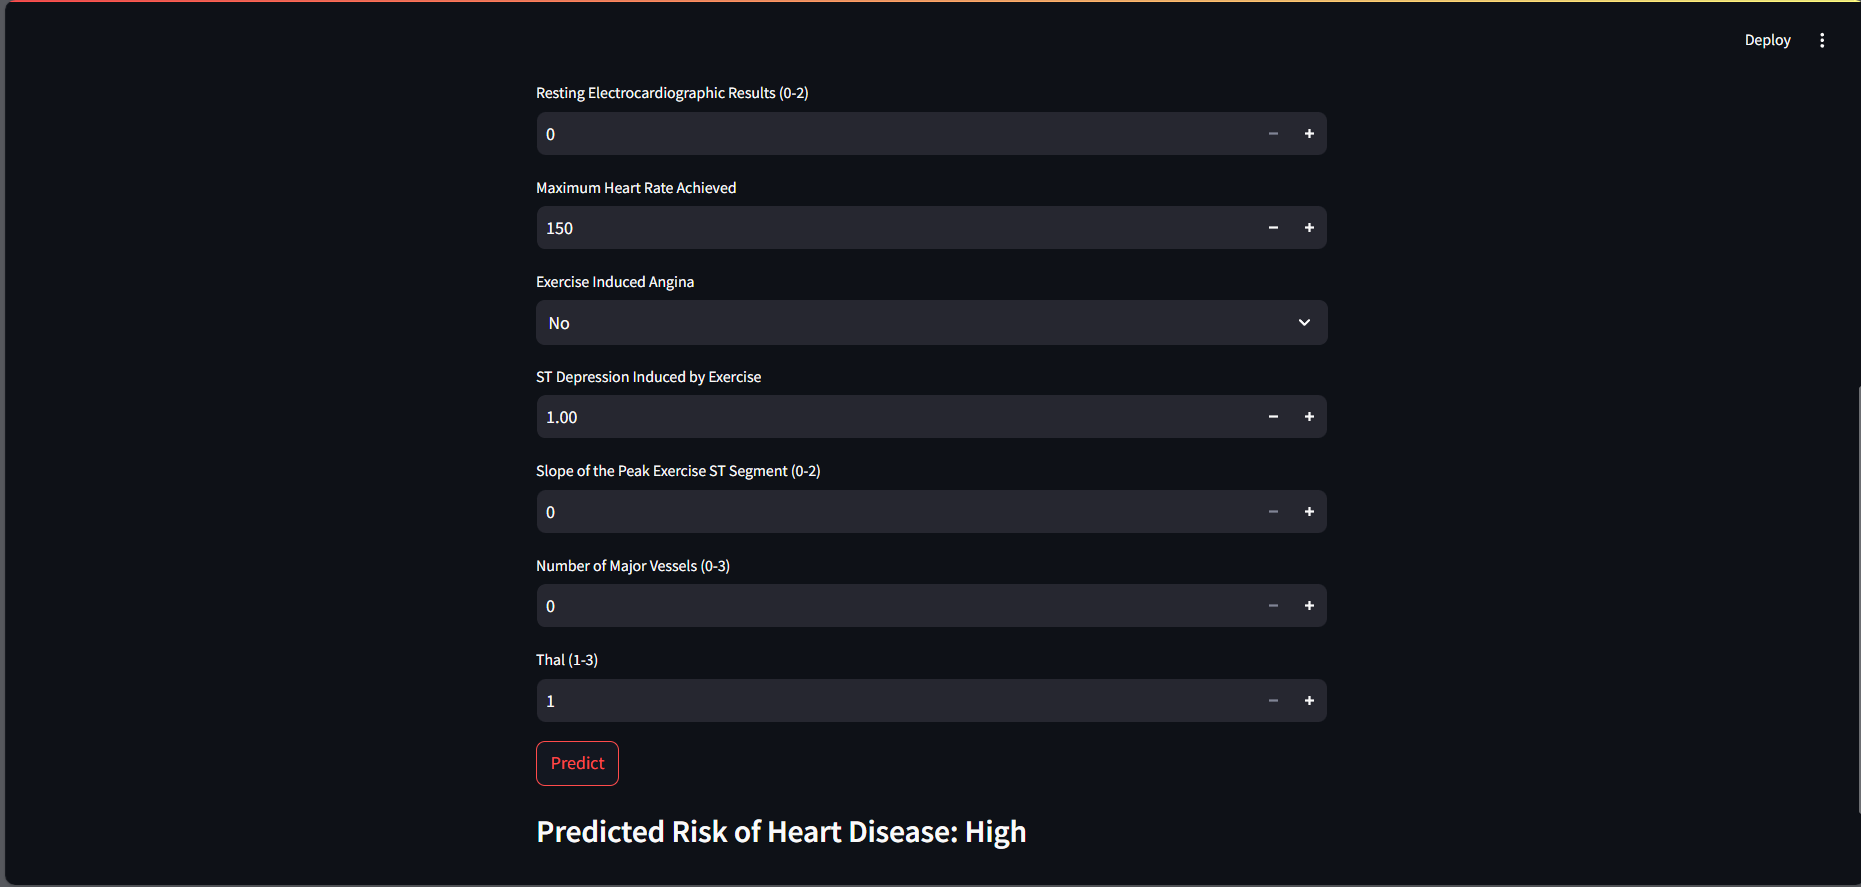 Deploy
Resting Electrocardiographic Results (0-2)
0
Maximum Heart Rate Achieved
150
Exercise Induced Angina
No
ST Depression Induced by Exercise
1.00
Slope of the Peak Exercise ST Segment (0-2)
0
Number of Major Vessels (0-3)
0
Thal (1-3)
1
Predict
Predicted Risk of Heart Disease: High